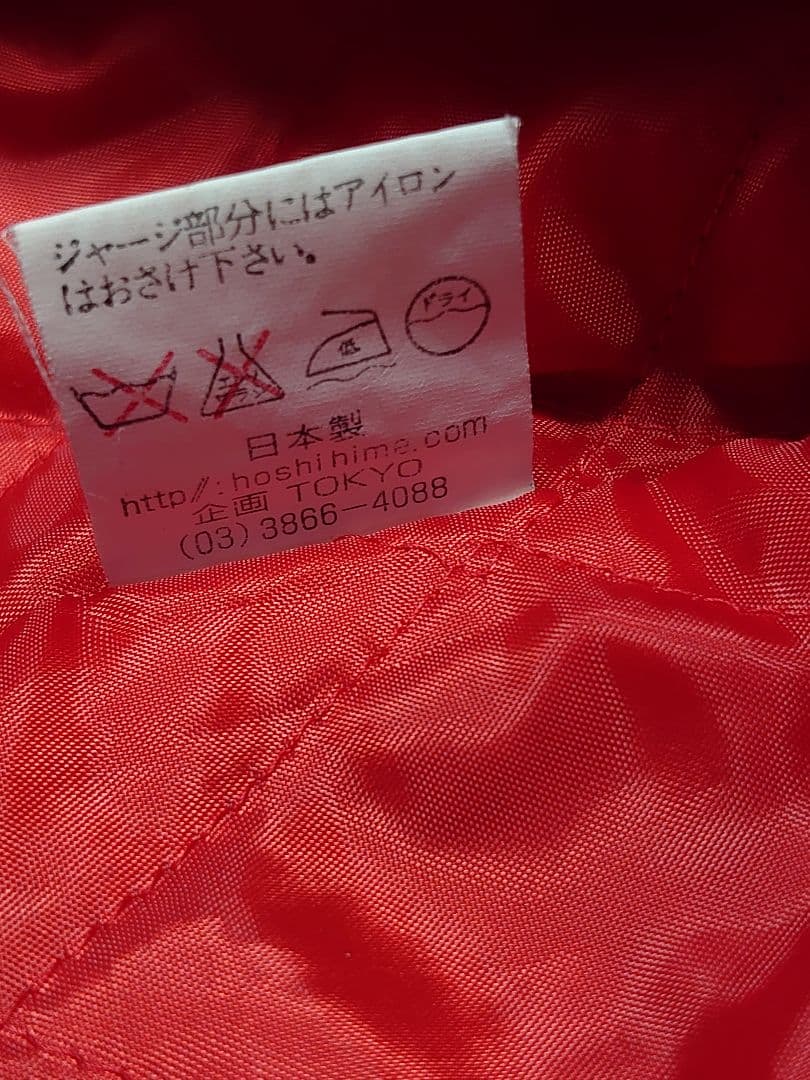 ジャージ部分にはアイロン
はおさけ下さい。
低
ドライ
日本製
http//:hoshihime.com
企画 TOKYO
(03)3866-4088